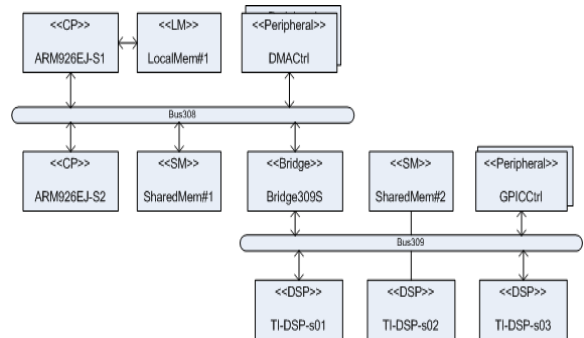 <<CP>>
ARM926EJ-S1
<<LM>>
LocalMem#1
<<Peripheral>>
DMACtrl
Bus308
<<CP>>
ARM926EJ-S2
<<SM>>
SharedMem#1
<<Bridge>>
Bridge309S
<<SM>>
SharedMem#2
<<Peripheral>>
GPICCtrl
Bus309
<<DSP>>
TI-DSP-s01
<<DSP>>
TI-DSP-s02
<<DSP>>
TI-DSP-s03